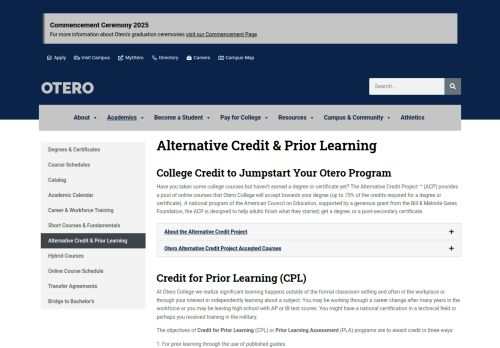 Commencement Ceremony 2025
For more information about Otero's graduation ceremonies visit our Commencement Page
Apply Visit Campus MyOtero Directory Careers Campus Map
OTERO
Search...
About Academics Become a Student Pay for College Resources Campus & Community Athletics
Degrees & Certificates
Course Schedules
Catalog
Academic Calendar
Career & Workforce Training
Short Courses & Fundamentals
Alternative Credit & Prior Learning
Hybrid Courses
Online Course Schedule
Transfer Agreements
Bridge to Bachelor's
Alternative Credit & Prior Learning
College Credit to Jumpstart Your Otero Program
Have you taken some college courses but haven't earned a degree or certificate yet? The Alternative Credit Project ™ (ACP) provides
a pool of online courses that Otero College will accept towards your degree (up to 75% of the credits required for a degree or
certificate). A national program of the American Council on Education, supported by a generous grant from the Bill & Melinda Gates
Foundation, the ACP is designed to help adults finish what they started; get a degree, or a post-secondary certificate.
About the Alternative Credit Project +
Otero Alternative Credit Project Accepted Courses +
Credit for Prior Learning (CPL)
At Otero College we realize significant learning happens outside of the formal classroom setting and often in the workplace or
through your interest in independently learning about a subject. You may be working through a career change after many years in the
workforce or you may be leaving high school with AP or IB test scores. You might have a national certification in a technical field or
perhaps you received training in the military.
The objectives of Credit for Prior Learning (CPL) or Prior Learning Assessment (PLA) programs are to award credit in three ways:
1. For prior learning through the use of published guides